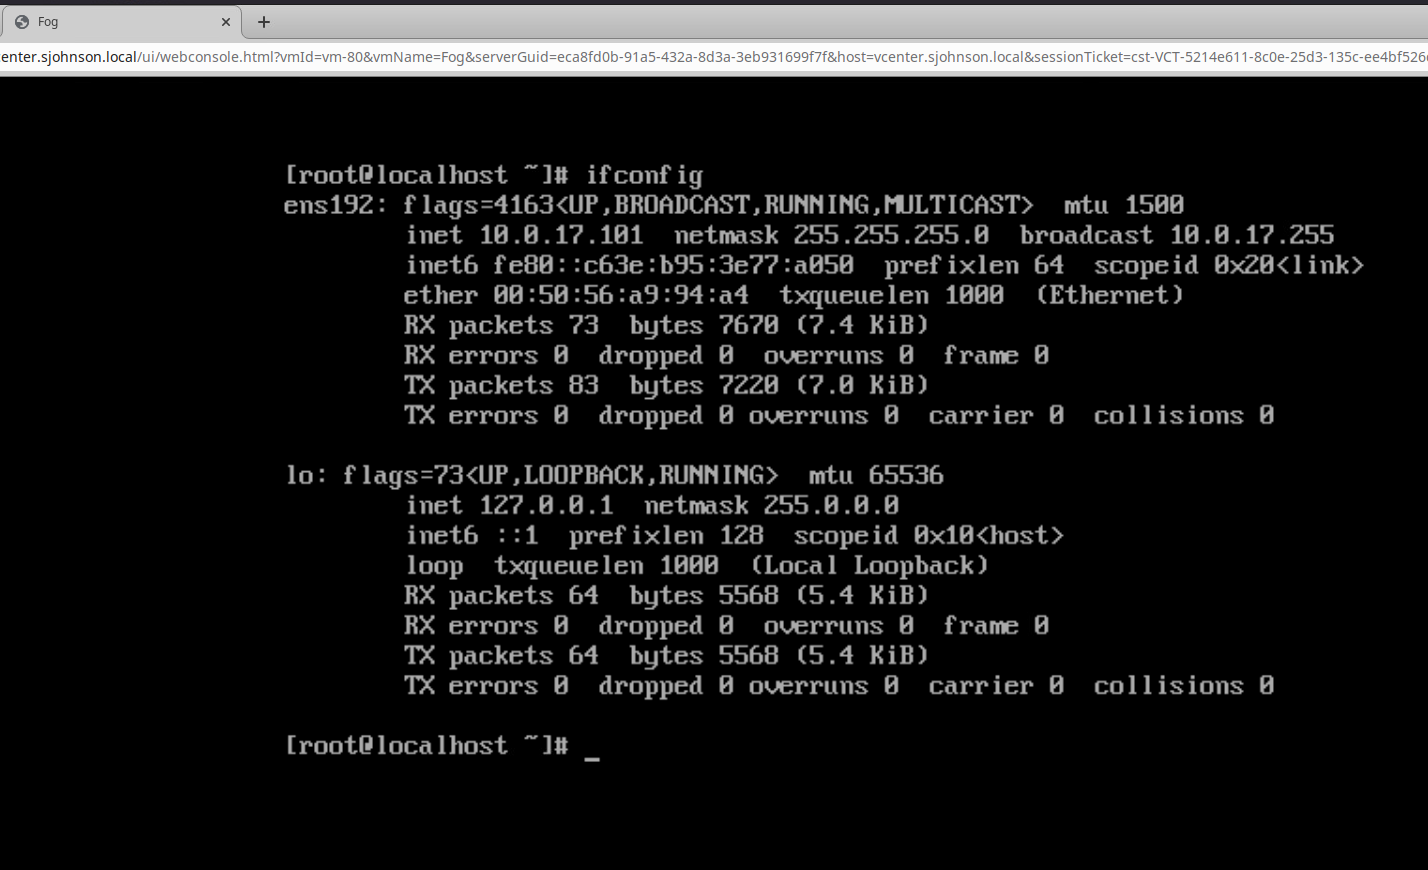 Fog
enter.sjohnson.local/ui/webconsole.html?vmId=vm-80&vmName=Fog&serverGuid=eca8fd0b-91a5-432a-8d3a-3eb931699f7f&host=vcenter.sjohnson.local&sessionTicket=cst-VCT-5214e611-8c0e-25d3-135c-ee4bf526
[root@localhost ~]# ifconfig
ens192: flags=4163<UP,BROADCAST,RUNNING,MULTICAST>  mtu 1500
        inet 10.0.17.101  netmask 255.255.255.0  broadcast 10.0.17.255
        inet6 fe80::c63e:b95:3e77:a050  prefixlen 64  scopeid 0x20<link>
        ether 00:50:56:a9:94:a4  txqueuelen 1000  (Ethernet)
        RX packets 73  bytes 7670 (7.4 KiB)
        RX errors 0  dropped 0  overruns 0  frame 0
        TX packets 83  bytes 7220 (7.0 KiB)
        TX errors 0  dropped 0 overruns 0  carrier 0  collisions 0
lo: flags=73<UP,LOOPBACK,RUNNING>  mtu 65536
        inet 127.0.0.1  netmask 255.0.0.0
        inet6 ::1  prefixlen 128  scopeid 0x10<host>
        loop  txqueuelen 1000  (Local Loopback)
        RX packets 64  bytes 5568 (5.4 KiB)
        RX errors 0  dropped 0  overruns 0  frame 0
        TX packets 64  bytes 5568 (5.4 KiB)
        TX errors 0  dropped 0 overruns 0  carrier 0  collisions 0
[root@localhost ~]# _